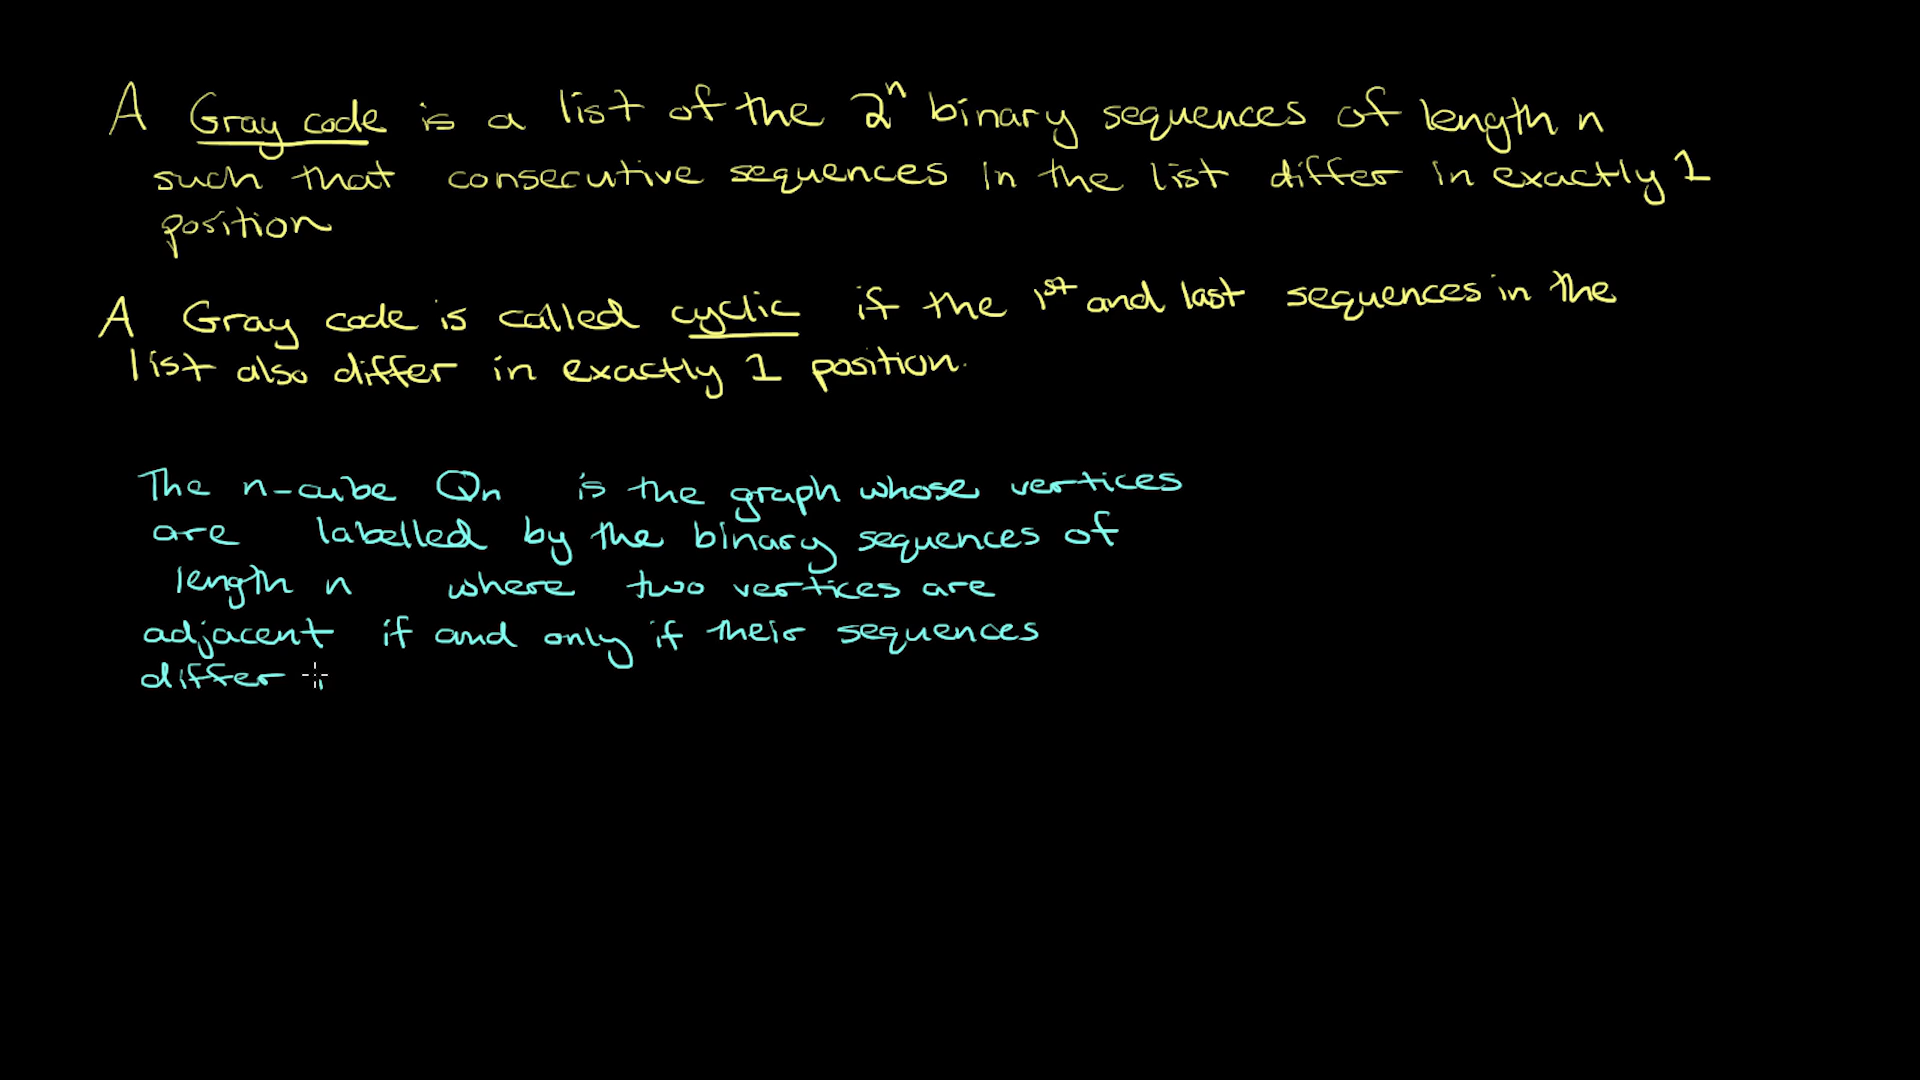 A Gray code is a list of the 2^n binary sequences of length n
such that consecutive sequences in the list differ in exactly 1
position
A Gray code is called cyclic if the 1st and last sequences in the
list also differ in exactly 1 position.
The n-cube Qn is the graph whose vertices
are labelled by the binary sequences of
length n where two vertices are
adjacent if and only if their sequences
differ